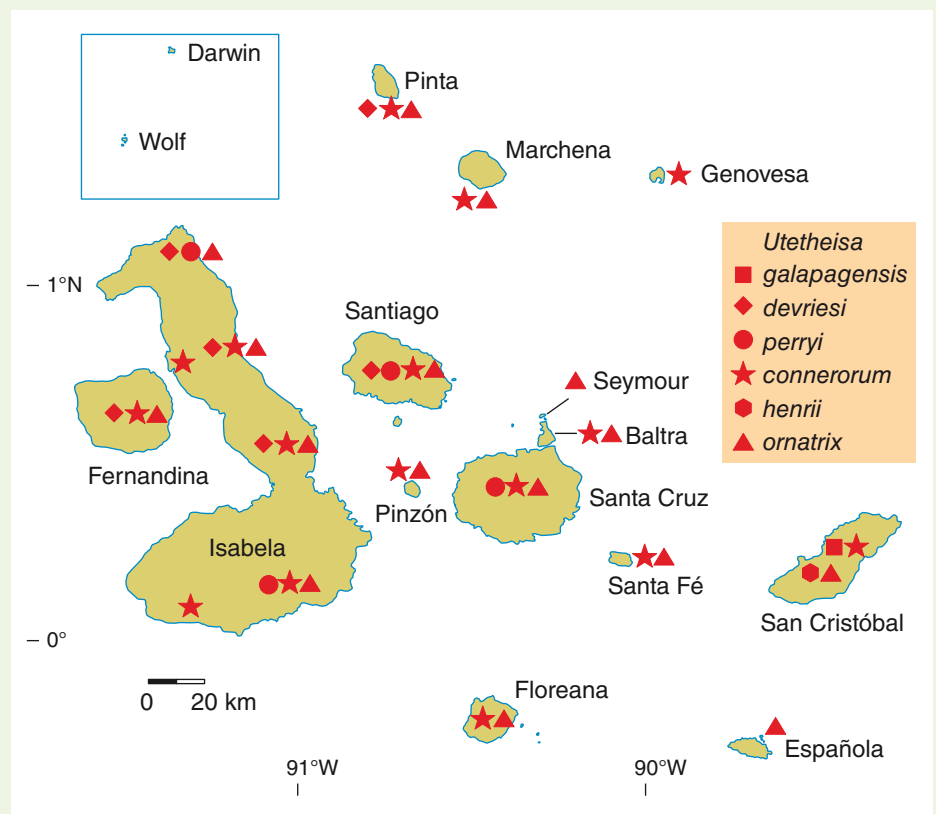 Darwin
Wolf
Pinta
Marchena
Genovesa
Utetheisa
galapagensis
devriesi
perryi
connerorum
henrii
ornatrix
1°N
Santiago
Seymour
Baltra
Fernandina
Pinzón
Santa Cruz
Isabela
Santa Fé
San Cristóbal
0°
0 20 km
Floreana
Española
91°W 90°W